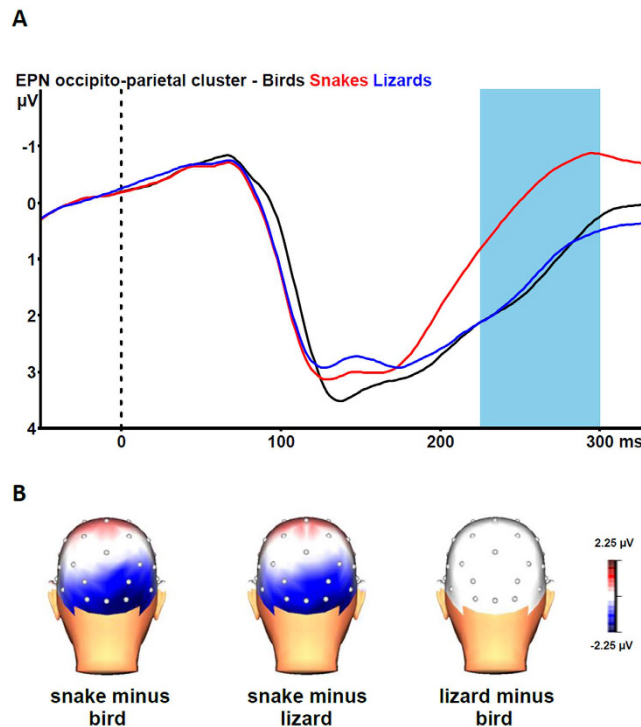 A
EPN occipito-parietal cluster - Birds Snakes Lizards
µV
-1
0
1
2
3
4
0
100
200
300 ms
B
2.25 µV
-2.25 µV
snake minus
bird
snake minus
lizard
lizard minus
bird